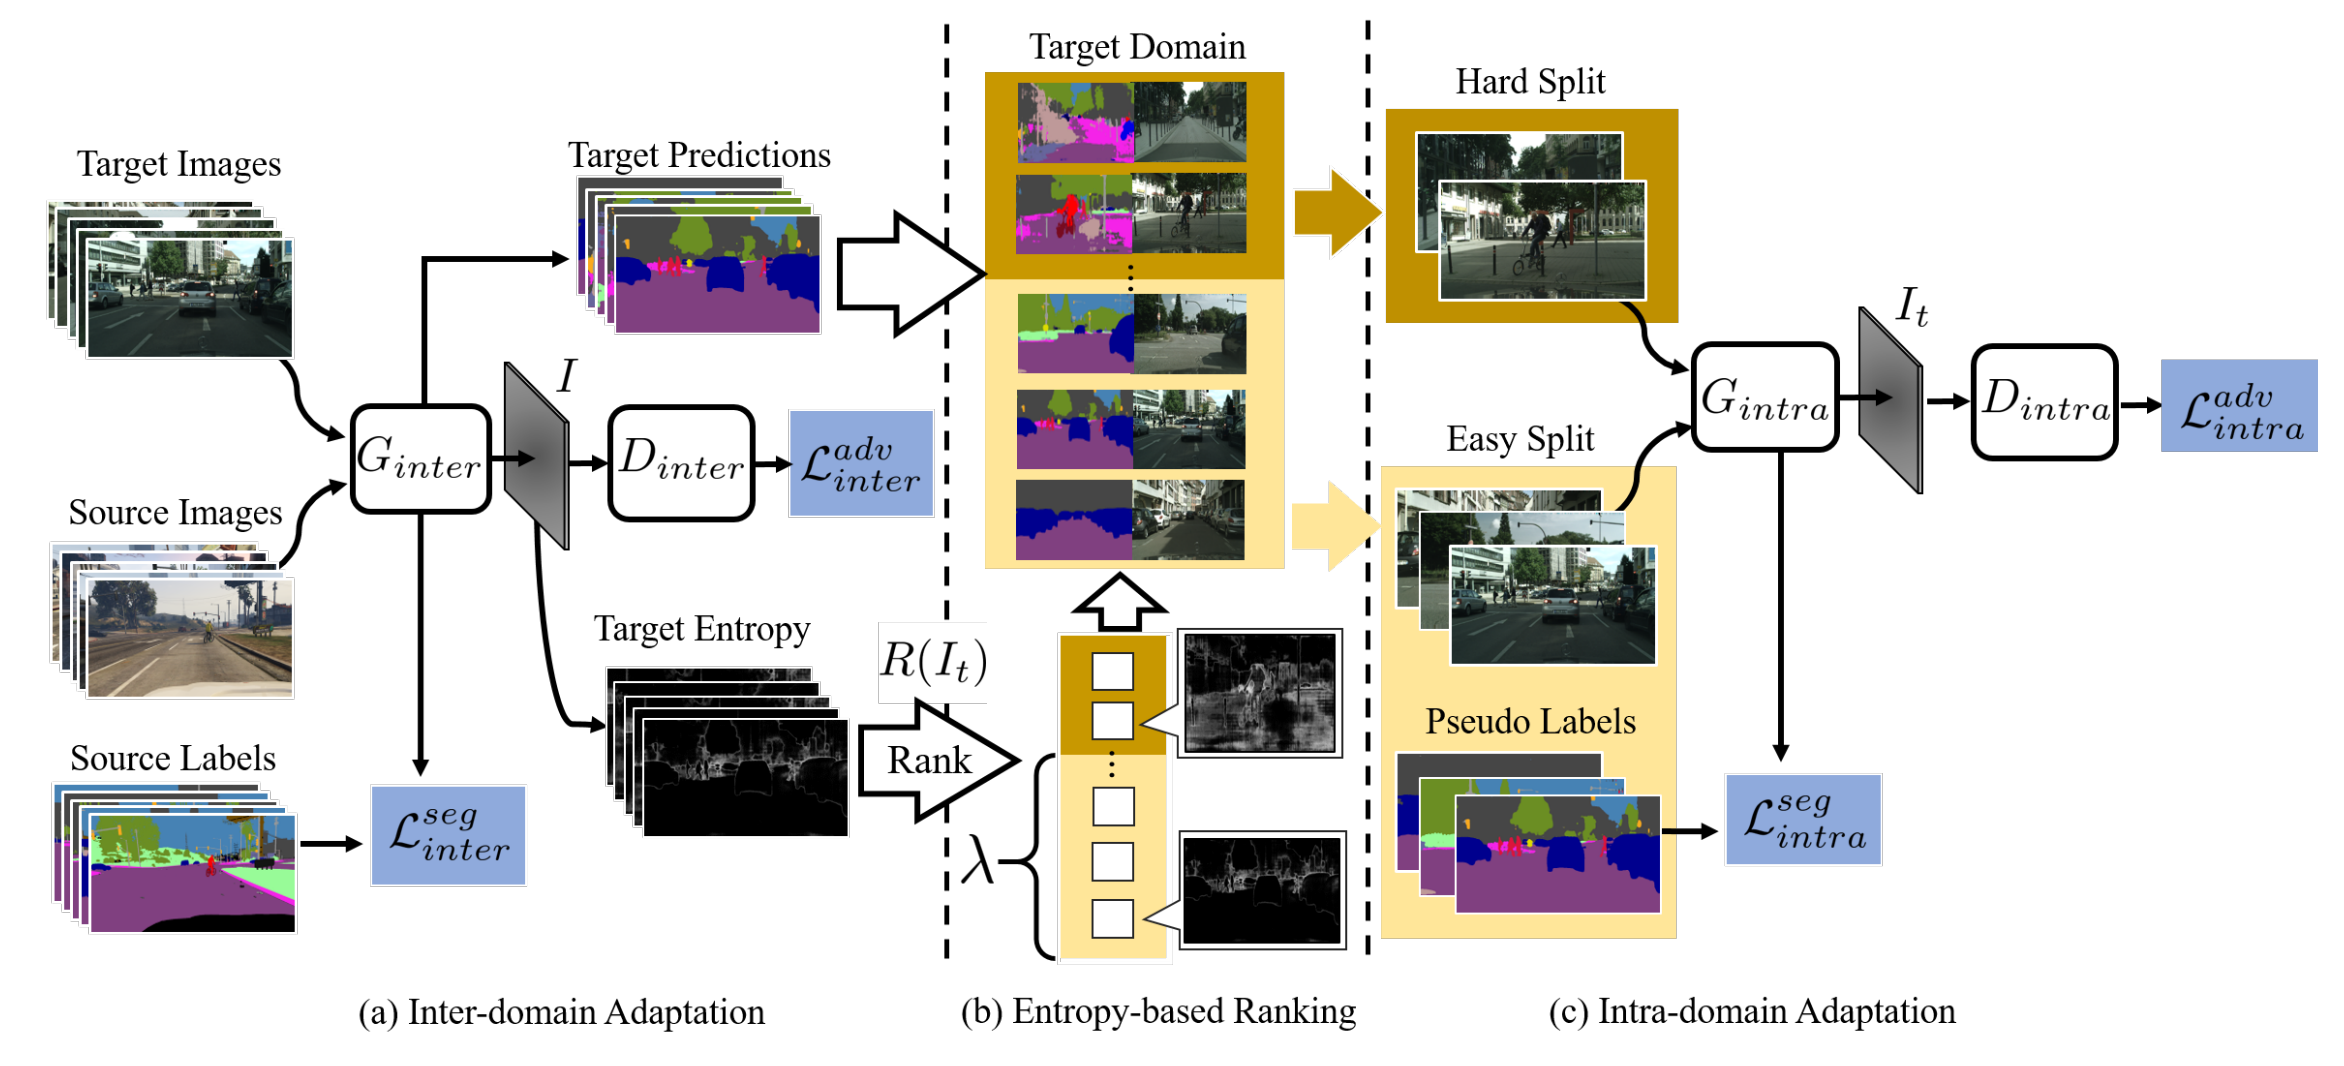 Target Images
Source Images
Source Labels
Target Predictions
G_{inter}
I
D_{inter}
\mathcal{L}_{inter}^{adv}
Target Entropy
\mathcal{L}_{inter}^{seg}
R(I_t)
Rank
Target Domain
λ
Hard Split
Easy Split
Pseudo Labels
G_{intra}
I_t
D_{intra}
\mathcal{L}_{intra}^{adv}
\mathcal{L}_{intra}^{seg}
(a) Inter-domain Adaptation
(b) Entropy-based Ranking
(c) Intra-domain Adaptation